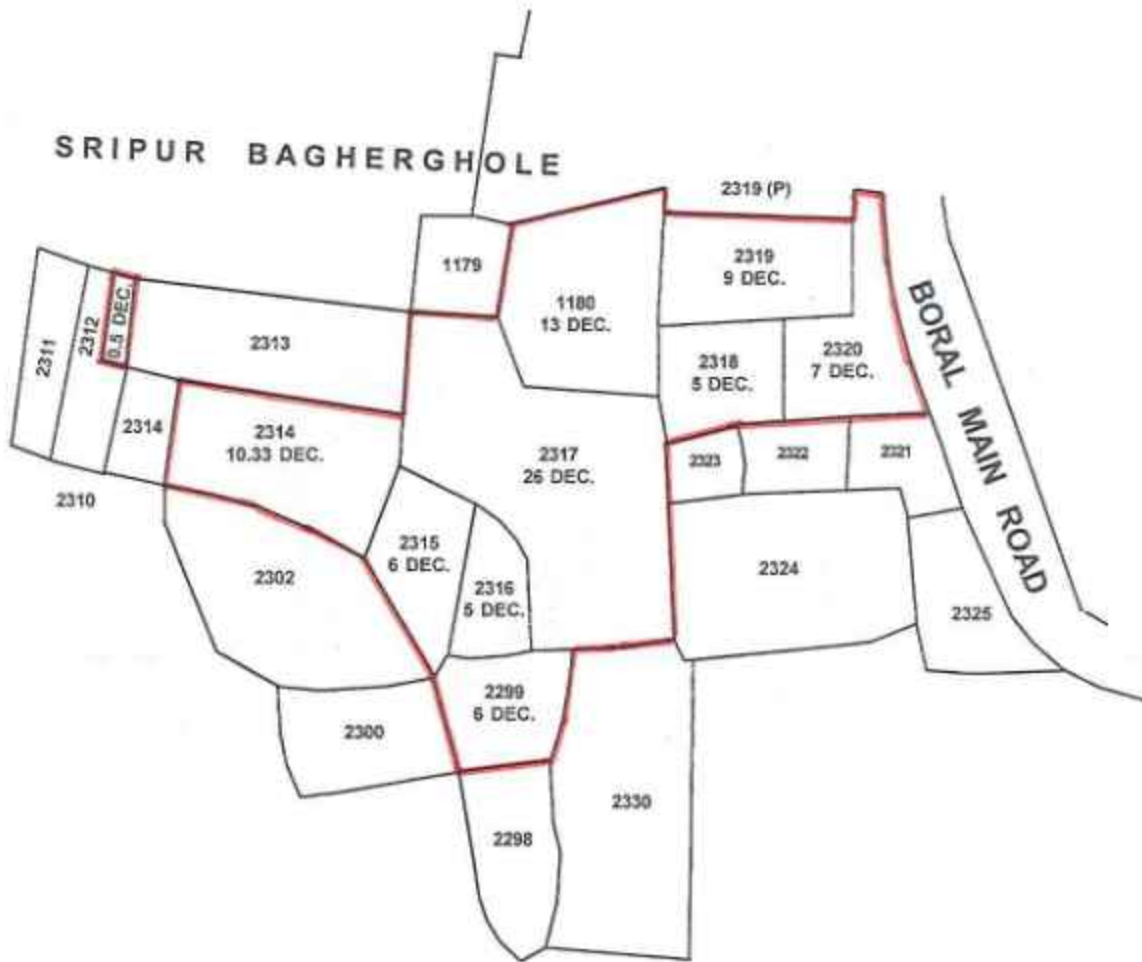 SRIPUR BAGHERGHOLE
2319 (P)
1179
2319
9 DEC.
1180
13 DEC.
BORAL MAIN ROAD
2311
2312
0.5 DEC.
2313
2318
5 DEC.
2320
7 DEC.
2314
2314
10.33 DEC.
2317
26 DEC.
2323
2322
2321
2310
2315
6 DEC.
2302
2316
5 DEC.
2324
2325
2299
6 DEC.
2300
2330
2298